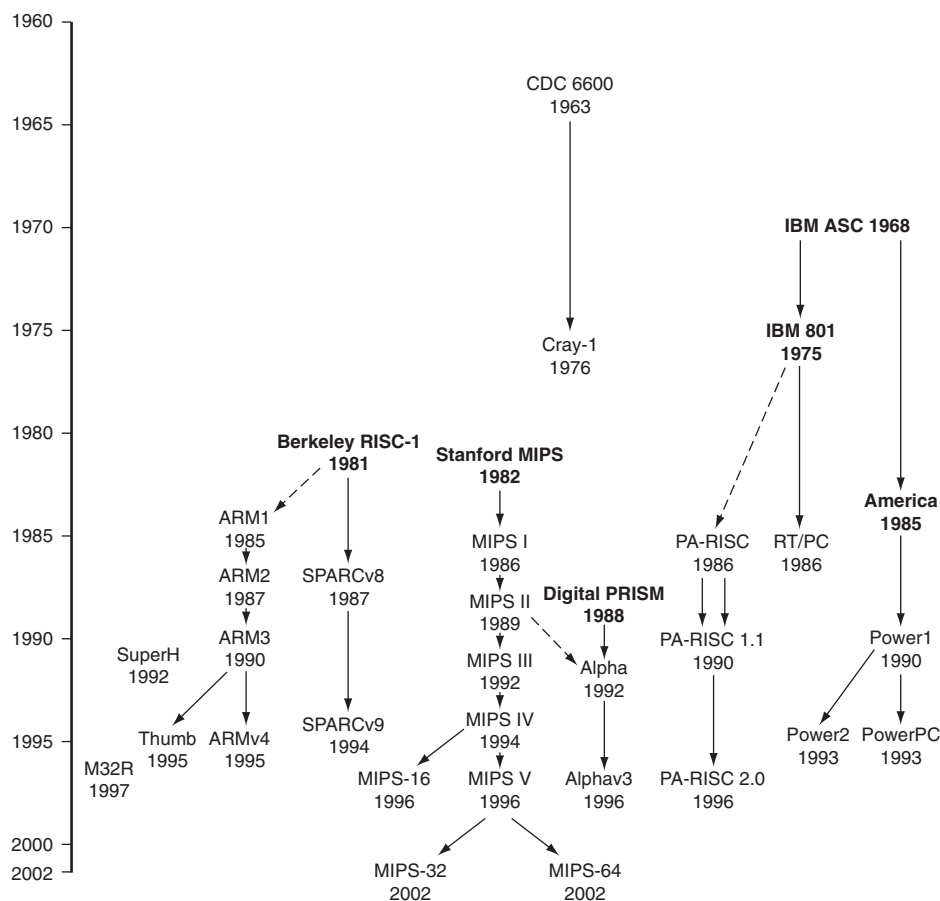 1960
CDC 6600
1963
1965
1970
IBM ASC 1968
1975
IBM 801
1975
Cray-1
1976
1980
Berkeley RISC-1
1981
Stanford MIPS
1982
America
1985
ARM1
1985
1985
MIPS I
1986
PA-RISC
1986
RT/PC
1986
ARM2
1987
SPARCv8
1987
MIPS II
1989
Digital PRISM
1988
1990
ARM3
1990
PA-RISC 1.1
1990
Power1
1990
SuperH
1992
MIPS III
1992
Alpha
1992
1995
Thumb
1995
ARMv4
1995
SPARCv9
1994
MIPS IV
1994
Power2
1993
PowerPC
1993
M32R
1997
MIPS-16
1996
MIPS V
1996
Alphav3
1996
PA-RISC 2.0
1996
2000
2002
MIPS-32
2002
MIPS-64
2002